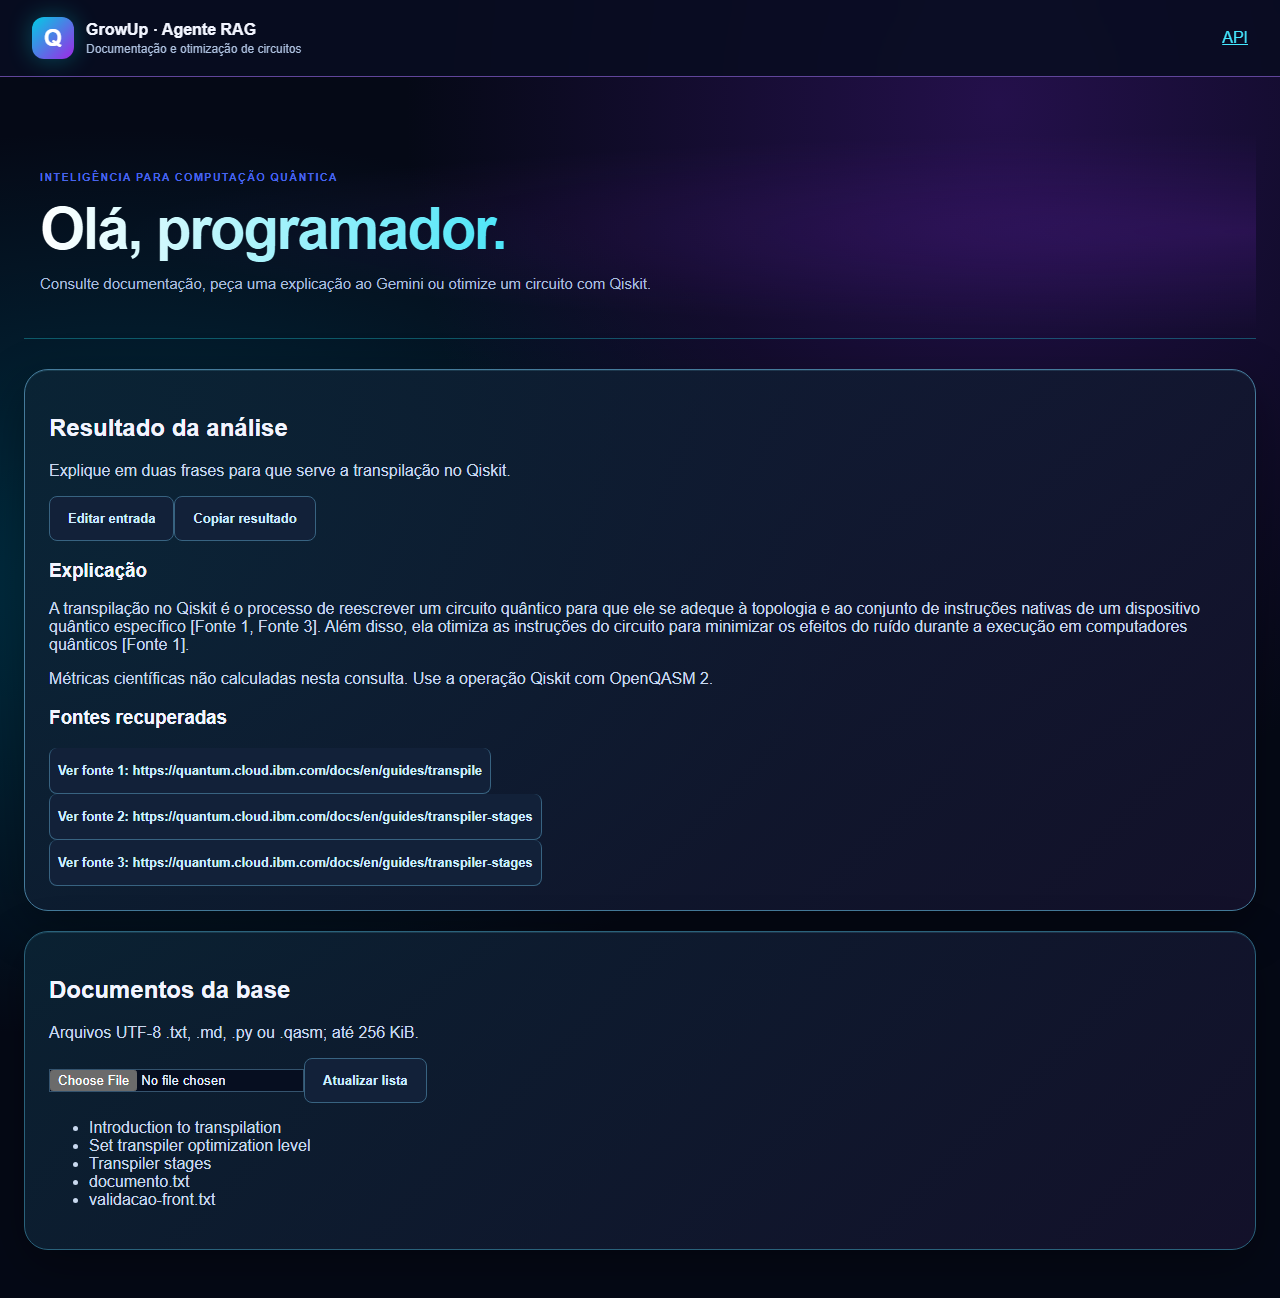 Q
GrowUp · Agente RAG
Documentação e otimização de circuitos
API
INTELIGÊNCIA PARA COMPUTAÇÃO QUÂNTICA
Olá, programador.
Consulte documentação, peça uma explicação ao Gemini ou otimize um circuito com Qiskit.
Resultado da análise
Explique em duas frases para que serve a transpilação no Qiskit.
Editar entrada
Copiar resultado
Explicação
A transpilação no Qiskit é o processo de reescrever um circuito quântico para que ele se adeque à topologia e ao conjunto de instruções nativas de um dispositivo
quântico específico [Fonte 1, Fonte 3]. Além disso, ela otimiza as instruções do circuito para minimizar os efeitos do ruído durante a execução em computadores
quânticos [Fonte 1].
Métricas científicas não calculadas nesta consulta. Use a operação Qiskit com OpenQASM 2.
Fontes recuperadas
Ver fonte 1: https://quantum.cloud.ibm.com/docs/en/guides/transpile
Ver fonte 2: https://quantum.cloud.ibm.com/docs/en/guides/transpiler-stages
Ver fonte 3: https://quantum.cloud.ibm.com/docs/en/guides/transpiler-stages
Documentos da base
Arquivos UTF-8 .txt, .md, .py ou .qasm; até 256 KiB.
Choose File No file chosen
Atualizar lista
Introduction to transpilation
Set transpiler optimization level
Transpiler stages
documento.txt
validacao-front.txt